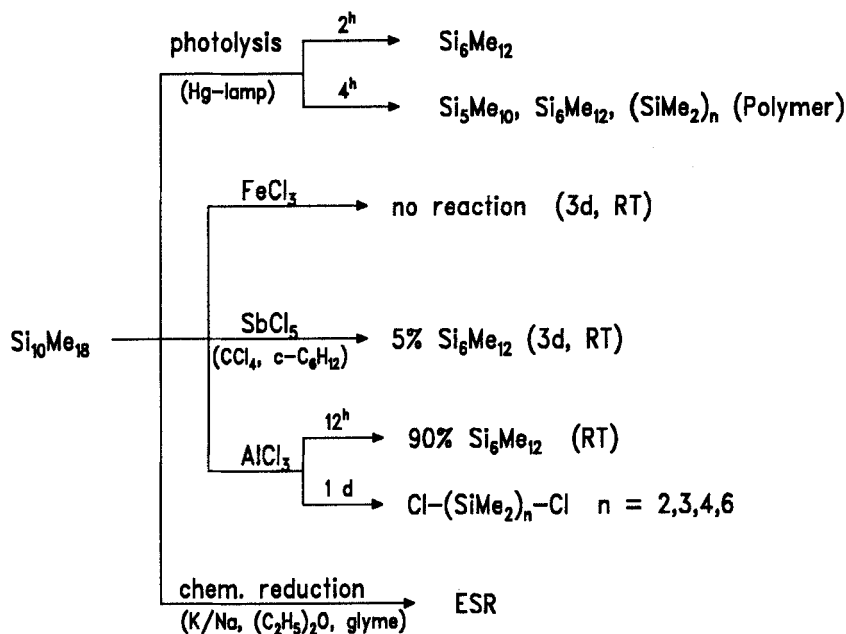 2ʰ
photolysis
Si₆Me₁₂
(Hg-lamp)
4ʰ
Si₅Me₁₀, Si₆Me₁₂, (SiMe₂)ₙ (Polymer)
FeCl₃
no reaction (3d, RT)
Si₁₀Me₁₈
SbCl₅
(CCl₄, c-C₆H₁₂)
5% Si₆Me₁₂ (3d, RT)
12ʰ
90% Si₆Me₁₂ (RT)
AlCl₃
1 d
Cl-(SiMe₂)ₙ-Cl n = 2,3,4,6
chem. reduction
(K/Na, (C₂H₅)₂O, glyme)
ESR